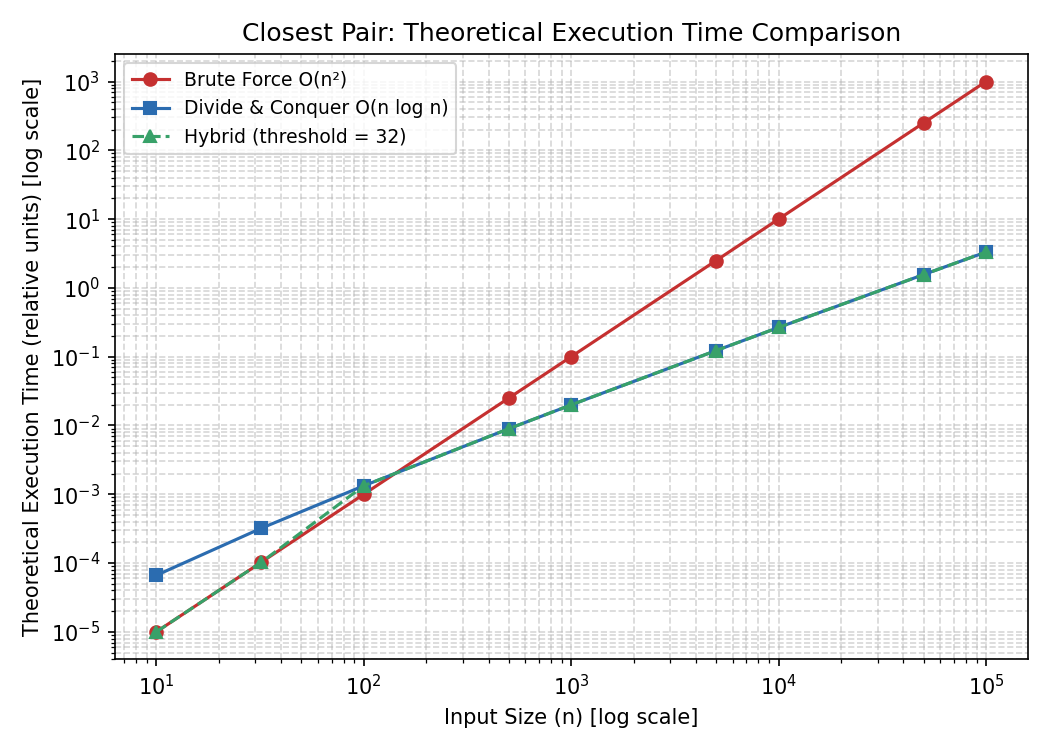 Closest Pair: Theoretical Execution Time Comparison
Brute Force O(n²)
Divide & Conquer O(n log n)
Hybrid (threshold = 32)
Theoretical Execution Time (relative units) [log scale]
10³
10²
10¹
10⁰
10⁻¹
10⁻²
10⁻³
10⁻⁴
10⁻⁵
10¹ 10² 10³ 10⁴ 10⁵
Input Size (n) [log scale]